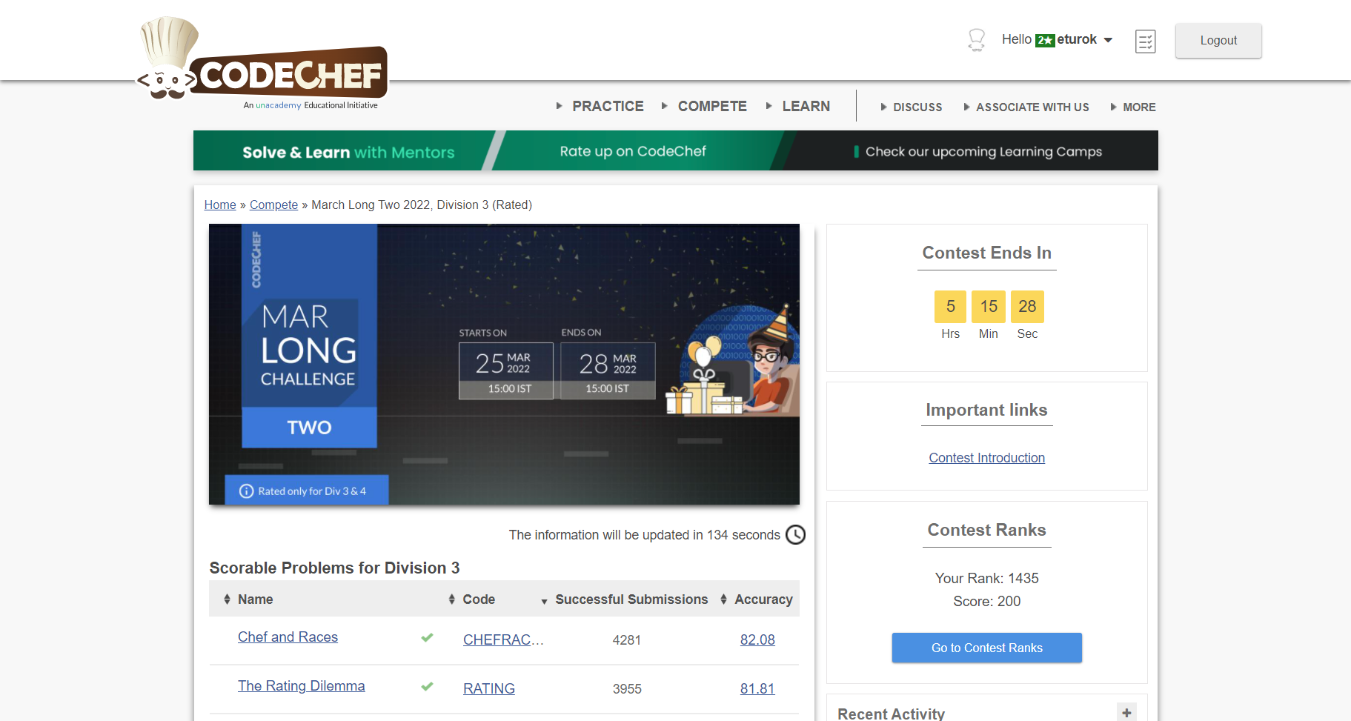 Hello 2★ eturok
Logout
CODECHEF
An unacademy Educational Initiative
PRACTICE COMPETE LEARN DISCUSS ASSOCIATE WITH US MORE
Solve & Learn with Mentors Rate up on CodeChef Check our upcoming Learning Camps
Home » Compete » March Long Two 2022, Division 3 (Rated)
CODECHEF
MAR
LONG
CHALLENGE
TWO
STARTS ON
25 MAR 2022
15:00 IST
ENDS ON
28 MAR 2022
15:00 IST
Rated only for Div 3 & 4
The information will be updated in 134 seconds
Scorable Problems for Division 3
Name Code Successful Submissions Accuracy
Chef and Races CHEFRAC... 4281 82.08
The Rating Dilemma RATING 3955 81.81
Contest Ends In
5 15 28
Hrs Min Sec
Important links
Contest Introduction
Contest Ranks
Your Rank: 1435
Score: 200
Go to Contest Ranks
Recent Activity +